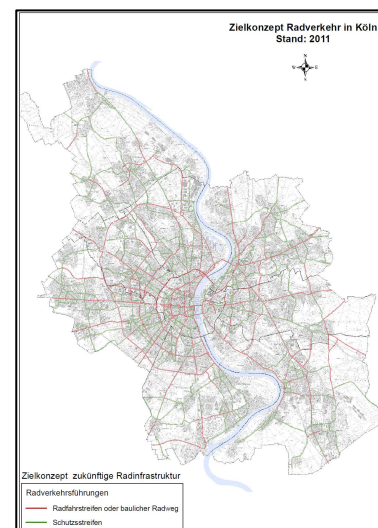 Zielkonzept Radverkehr in Köln
Stand: 2011
N
W
S
Zielkonzept zukünftige Radinfrastruktur
Radverkehrsführungen
Radfahrstreifen oder baulicher Radweg
Schutzstreifen